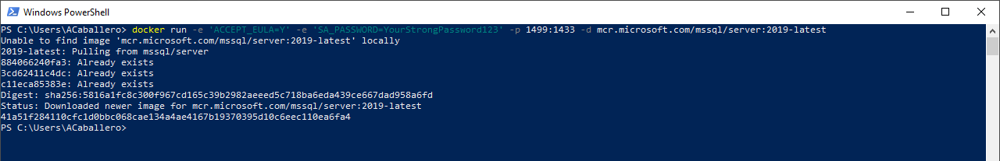 Windows PowerShell
PS C:\Users\ACaballero> docker run -e 'ACCEPT_EULA=Y' -e 'SA_PASSWORD=YourStrongPassword123' -p 1499:1433 -d mcr.microsoft.com/mssql/server:2019-latest
Unable to find image 'mcr.microsoft.com/mssql/server:2019-latest' locally
2019-latest: Pulling from mssql/server
884066240fa3: Already exists
3cd62411c4dc: Already exists
c11eca85383e: Already exists
Digest: sha256:5816a1fc8c300f967cd165c39b2982aeeed5c718ba6eda439ce667dad958a6fd
Status: Downloaded newer image for mcr.microsoft.com/mssql/server:2019-latest
41a51f284110cfc1d0bbc068cae134a4ae4167b19370395d10c6eec110ea6fa4
PS C:\Users\ACaballero>